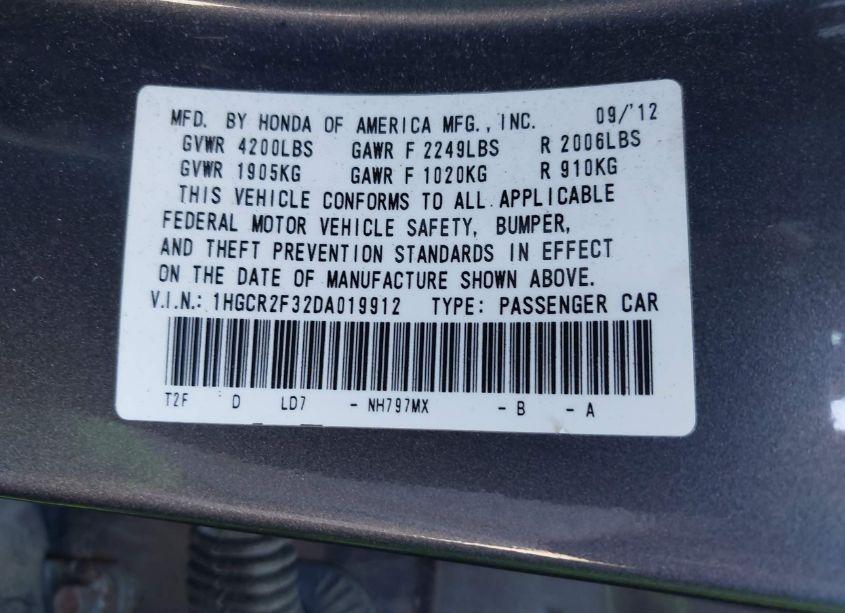 MFD. BY HONDA OF AMERICA MFG., INC. 09/'12
GVWR 4200LBS GAWR F 2249LBS R 2006LBS
GVWR 1905KG GAWR F 1020KG R 910KG
THIS VEHICLE CONFORMS TO ALL APPLICABLE
FEDERAL MOTOR VEHICLE SAFETY, BUMPER,
AND THEFT PREVENTION STANDARDS IN EFFECT
ON THE DATE OF MANUFACTURE SHOWN ABOVE.
V.I.N.: 1HGCR2F32DA019912 TYPE: PASSENGER CAR
T2F D LD7 - NH797MX - B - A